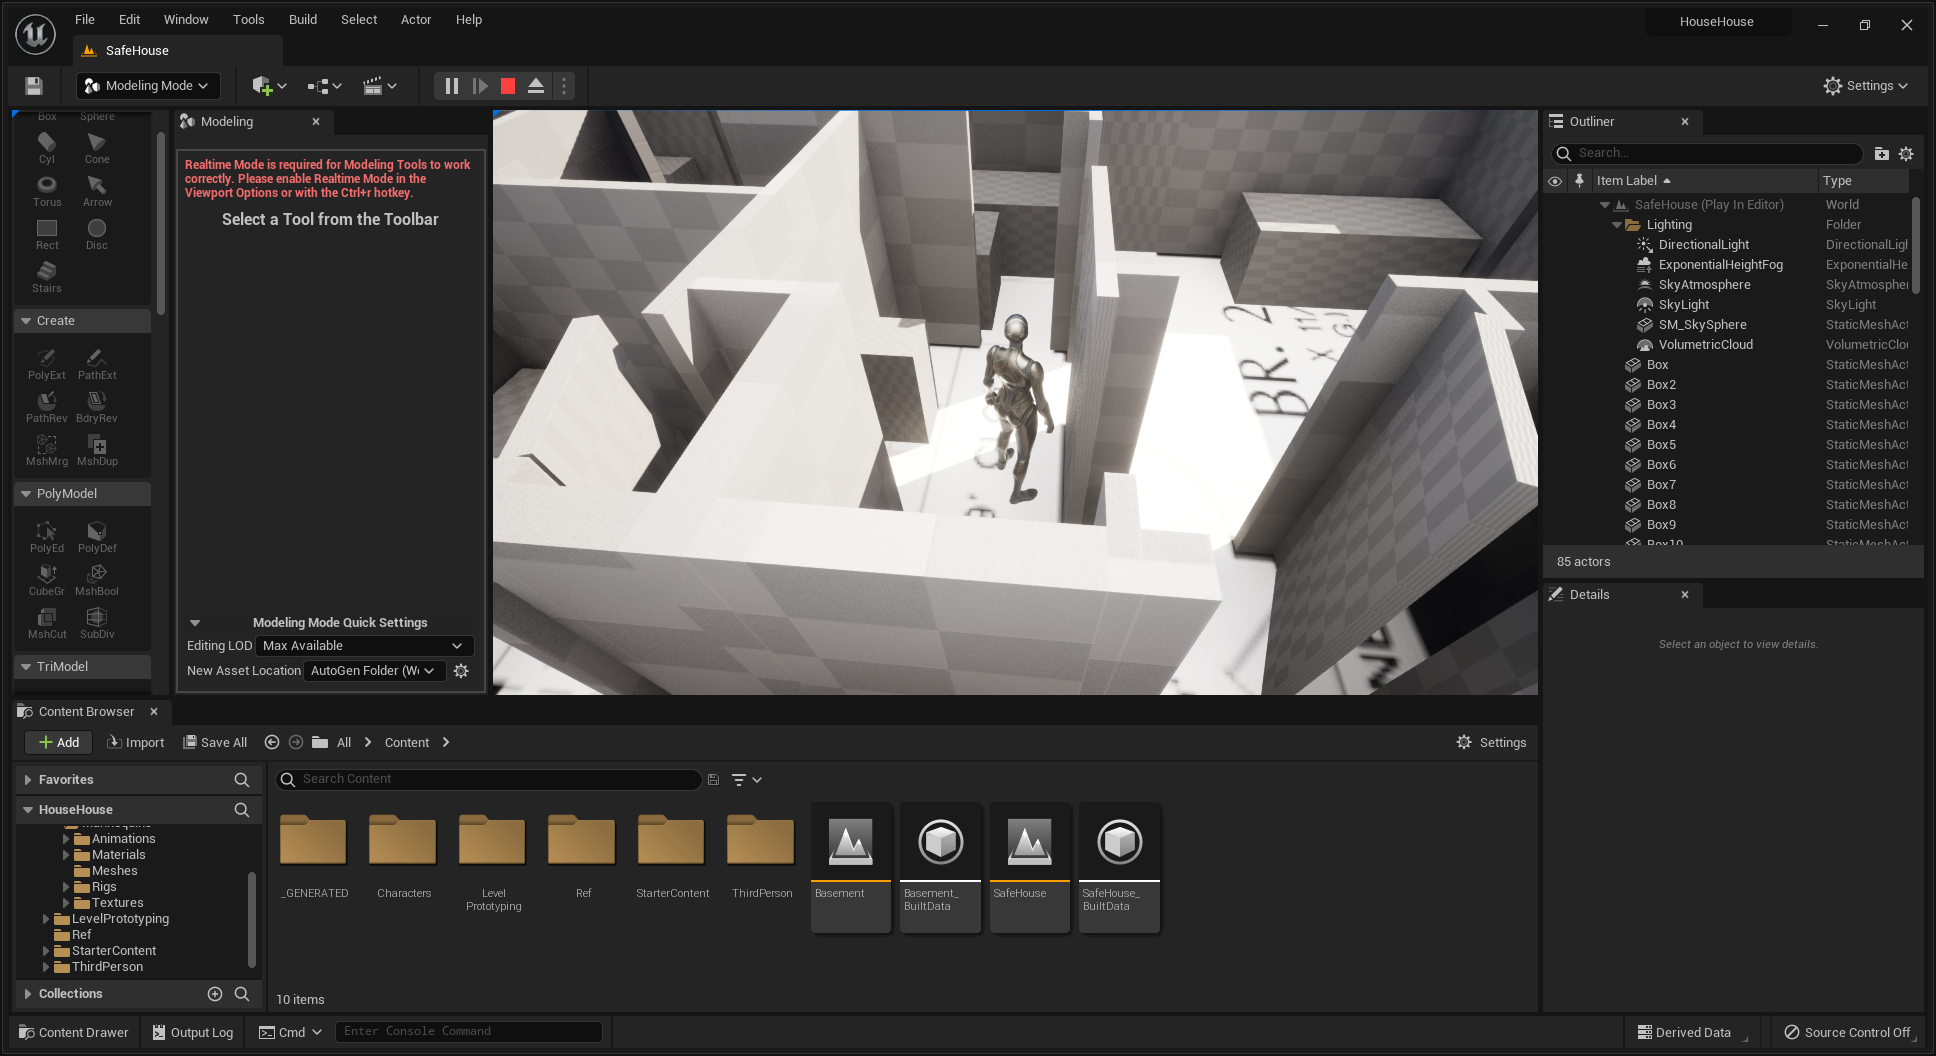 File Edit Window Tools Build Select Actor Help
HouseHouse
SafeHouse
Modeling Mode
Settings
Box Sphere
Cyl Cone
Torus Arrow
Rect Disc
Stairs
Create
PolyExt PathExt
PathRev BdryRev
MshMrg MshDup
PolyModel
PolyEd PolyDef
CubeGr MshBool
MshCut SubDiv
TriModel
Modeling
Realtime Mode is required for Modeling Tools to work
correctly. Please enable Realtime Mode in the
Viewport Options or with the Ctrl+r hotkey.
Select a Tool from the Toolbar
Modeling Mode Quick Settings
Editing LOD Max Available
New Asset Location AutoGen Folder (W
BR. 2
Outliner
Search...
Item Label Type
SafeHouse (Play In Editor) World
Lighting Folder
DirectionalLight DirectionalLigl
ExponentialHeightFog ExponentialHe
SkyAtmosphere SkyAtmospher
SkyLight SkyLight
SM_SkySphere StaticMeshAct
VolumetricCloud VolumetricClou
Box StaticMeshAct
Box2 StaticMeshAct
Box3 StaticMeshAct
Box4 StaticMeshAct
Box5 StaticMeshAct
Box6 StaticMeshAct
Box7 StaticMeshAct
Box8 StaticMeshAct
Box9 StaticMeshAct
Box10 StaticMeshAct
85 actors
Details
Select an object to view details.
Content Browser
Add Import Save All All Content Settings
Favorites
HouseHouse
Mannequins
Animations
Materials
Meshes
Rigs
Textures
LevelPrototyping
Ref
StarterContent
ThirdPerson
Collections
Search Content
_GENERATED
Characters
Level
Prototyping
Ref
StarterContent
ThirdPerson
Basement
Basement_
BuiltData
SafeHouse
SafeHouse_
BuiltData
10 items
Content Drawer Output Log Cmd Enter Console Command Derived Data Source Control Off